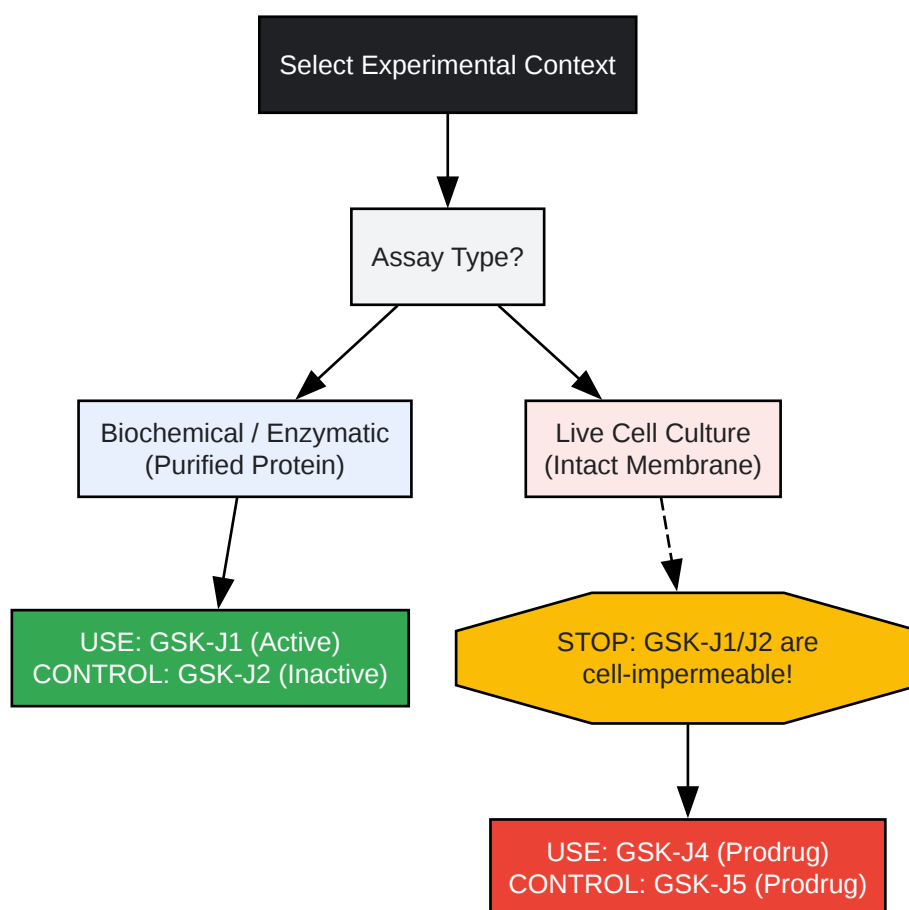 Select Experimental Context
Assay Type?
Biochemical / Enzymatic
(Purified Protein)
Live Cell Culture
(Intact Membrane)
USE: GSK-J1 (Active)
CONTROL: GSK-J2 (Inactive)
STOP: GSK-J1/J2 are
cell-impermeable!
USE: GSK-J4 (Prodrug)
CONTROL: GSK-J5 (Prodrug)